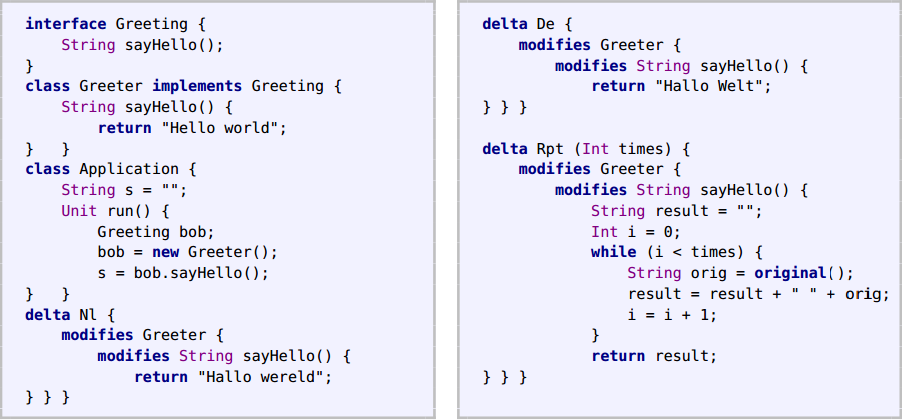 interface Greeting {
    String sayHello();
}
class Greeter implements Greeting {
    String sayHello() {
        return "Hello world";
}   }
class Application {
    String s = "";
    Unit run() {
        Greeting bob;
        bob = new Greeter();
        s = bob.sayHello();
}   }
delta Nl {
    modifies Greeter {
        modifies String sayHello() {
            return "Hallo wereld";
} } }
delta De {
    modifies Greeter {
        modifies String sayHello() {
            return "Hallo Welt";
} } }

delta Rpt (Int times) {
    modifies Greeter {
        modifies String sayHello() {
            String result = "";
            Int i = 0;
            while (i < times) {
                String orig = original();
                result = result + " " + orig;
                i = i + 1;
            }
            return result;
} } }